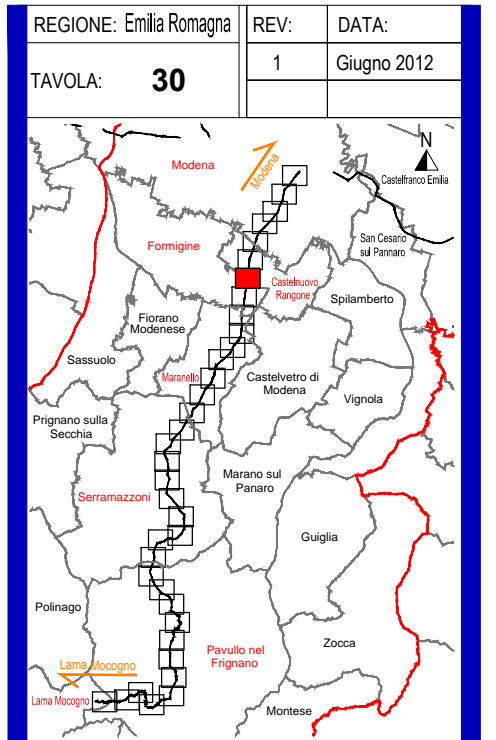 REGIONE: Emilia Romagna
REV:
DATA:
TAVOLA: 30
1
Giugno 2012
Modena
Modena
N
Castelfranco Emilia
San Cesario
sul Pannaro
Formigine
Castelnuovo
Rangone
Spilamberto
Fiorano
Modenese
Sassuolo
Maranello
Castelvetro di
Modena
Vignola
Prignano sulla
Secchia
Marano sul
Panaro
Serramazzoni
Guiglia
Polinago
Pavullo nel
Frignano
Zocca
Lama Mocogno
Lama Mocogno
Montese